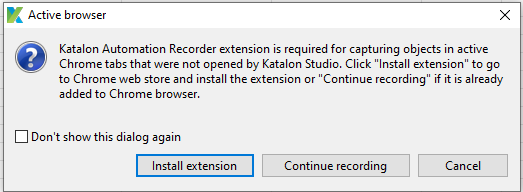 Active browser
Katalon Automation Recorder extension is required for capturing objects in active
Chrome tabs that were not opened by Katalon Studio. Click "Install extension" to go
to Chrome web store and install the extension or "Continue recording" if it is already
added to Chrome browser.
Don't show this dialog again
Install extension Continue recording Cancel